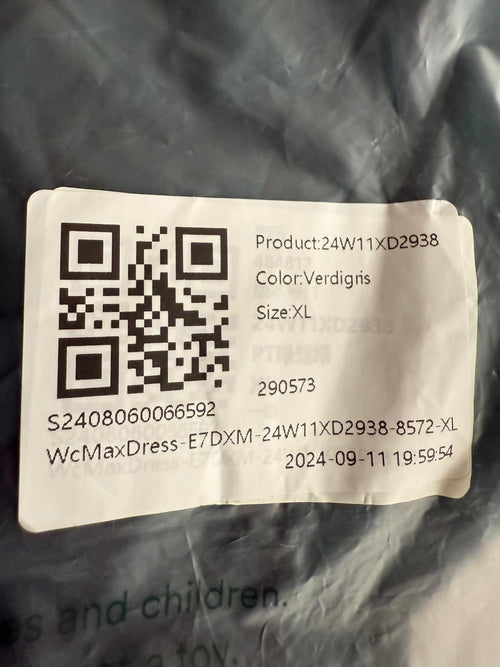 Product:24W11XD2938
Color:Verdigris
Size:XL
290573
S2408060066592
WcMaxDress-E7DXM-24W11XD2938-8572-XL
2024-09-11 19:59:54
and children.
a toy.